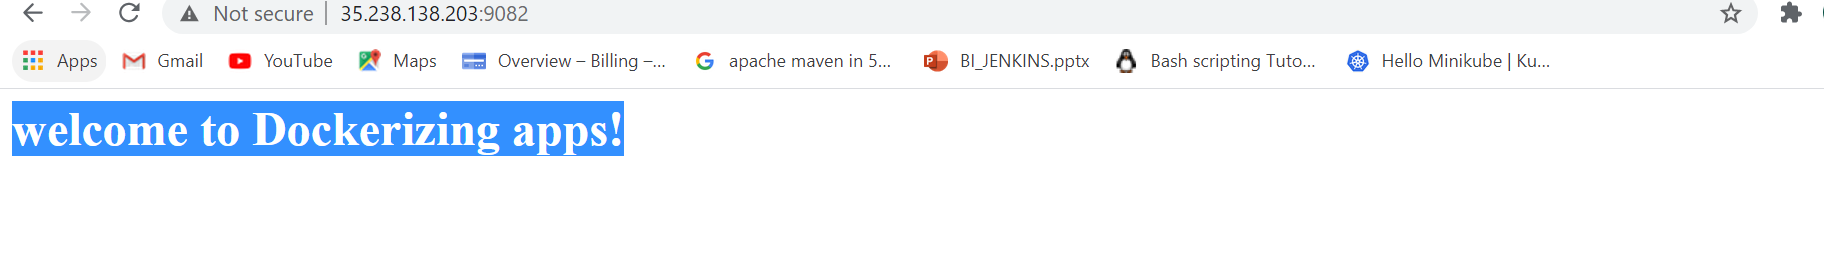 Not secure | 35.238.138.203:9082
Apps Gmail YouTube Maps Overview – Billing –... apache maven in 5... BI_JENKINS.pptx Bash scripting Tuto... Hello Minikube | Ku...
welcome to Dockerizing apps!